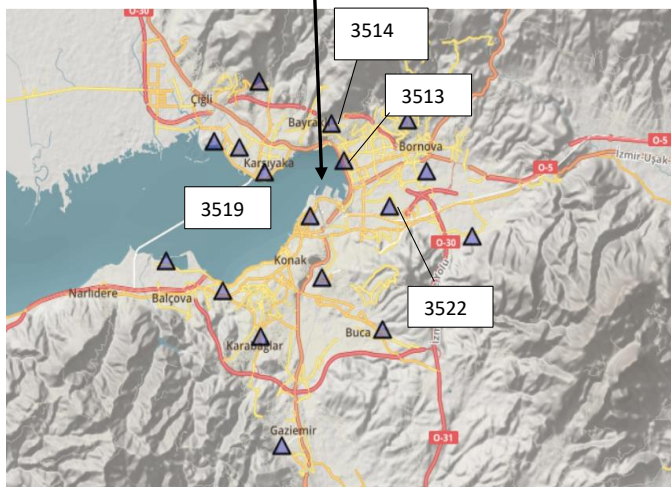 O-30
3514
Çiğli
3513
Bayraklı
Bornova
Karşıyaka
O-5
O-5
İzmir-Uşak
3519
O-30
Konak
Narlıdere
Balçova
3522
Buca
Karabağlar
Gaziemir
O-31